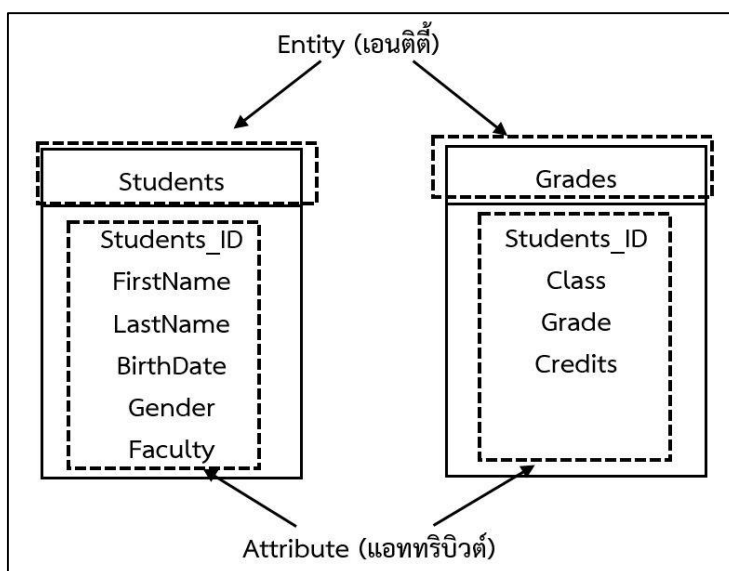 Entity (เอนติตี้)
Students
Students_ID
FirstName
LastName
BirthDate
Gender
Faculty
Grades
Students_ID
Class
Grade
Credits
Attribute (แอททริบิวต์)